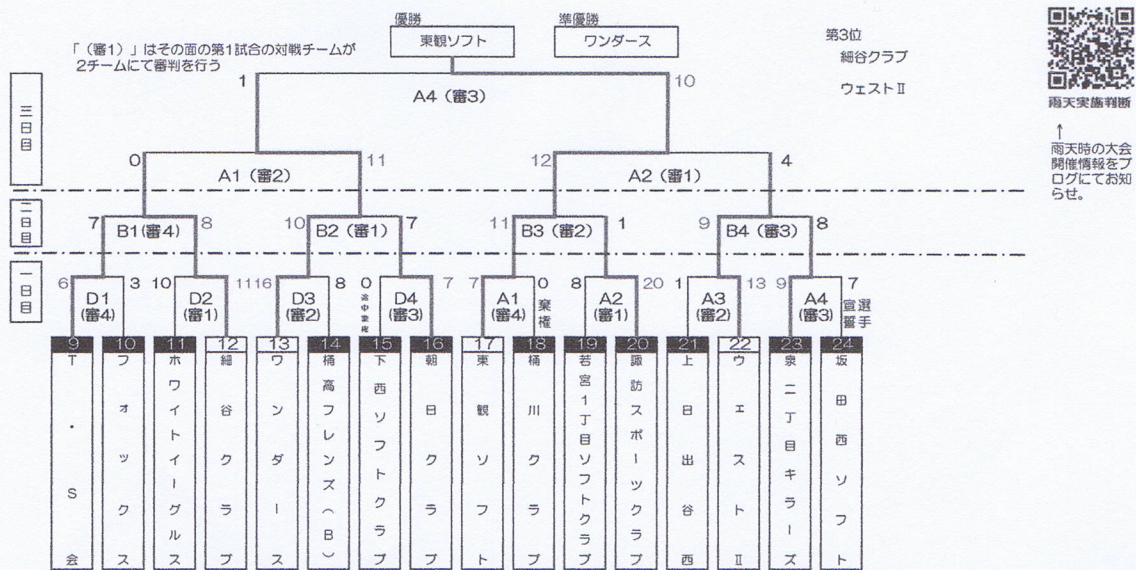 優勝
準優勝
東観ソフト
ワンダース
第3位
細谷クラブ
ウェストⅡ
「(審1)」はその面の第1試合の対戦チームが
2チームにて審判を行う
雨天実施判断
↑
雨天時の大会
開催情報をブ
ログにてお知
らせ。
三日目
1
A4(審3)
10
0
A1(審2)
11
12
A2(審1)
4
二日目
7
B1(審4)
8
10
B2(審1)
7
11
B3(審2)
1
9
B4(審3)
8
一日目
6
D1
(審4)
3
10
D2
(審1)
11
16
D3
(審2)
8
0
途中棄権
D4
(審3)
7
7
A1
(審4)
0
棄権
8
A2
(審1)
20
1
A3
(審2)
13
9
A4
(審3)
7
選手
宣誓
9
T・S会
10
フォックス
11
ホワイトイーグルス
12
細谷クラブ
13
ワンダース
14
桶高フレンズ(B)
15
下西ソフトクラブ
16
朝日クラブ
17
東観ソフト
18
桶川クラブ
19
若宮1丁目ソフトクラブ
20
諏訪スポーツクラブ
21
上日出谷西
22
ウエストⅡ
23
泉二丁目キラーズ
24
坂田西ソフト